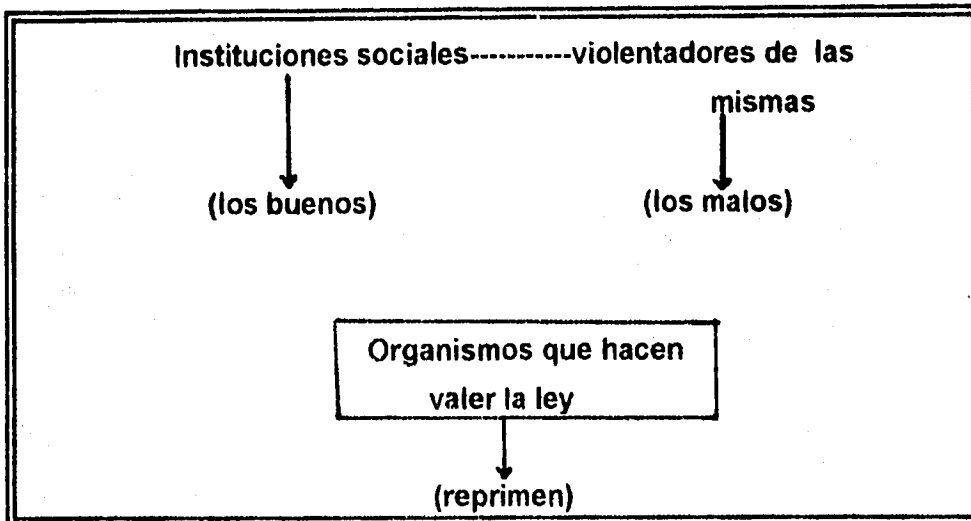 Instituciones sociales----------violentadores de las
mismas
(los buenos) (los malos)
Organismos que hacen
valer la ley
(reprimen)